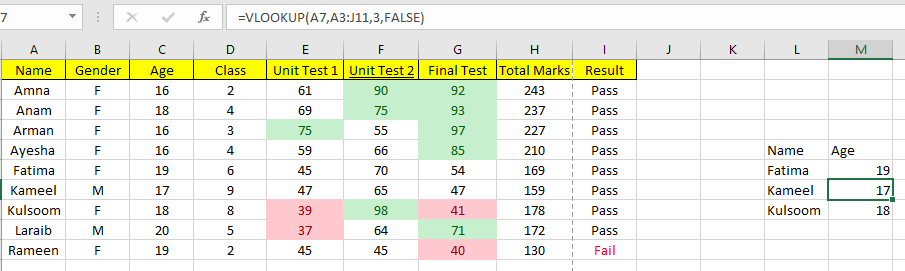 7 fx =VLOOKUP(A7,A3:J11,3,FALSE)
A B C D E F G H I J K L M
Name Gender Age Class Unit Test 1 Unit Test 2 Final Test Total Marks Result
Amna F 16 2 61 90 92 243 Pass
Anam F 18 4 69 75 93 237 Pass
Arman F 16 3 75 55 97 227 Pass
Ayesha F 16 4 59 66 85 210 Pass Name Age
Fatima F 19 6 45 70 54 169 Pass Fatima 19
Kameel M 17 9 47 65 47 159 Pass Kameel 17
Kulsoom F 18 8 39 98 41 178 Pass Kulsoom 18
Laraib M 20 5 37 64 71 172 Pass
Rameen F 19 2 45 45 40 130 Fail